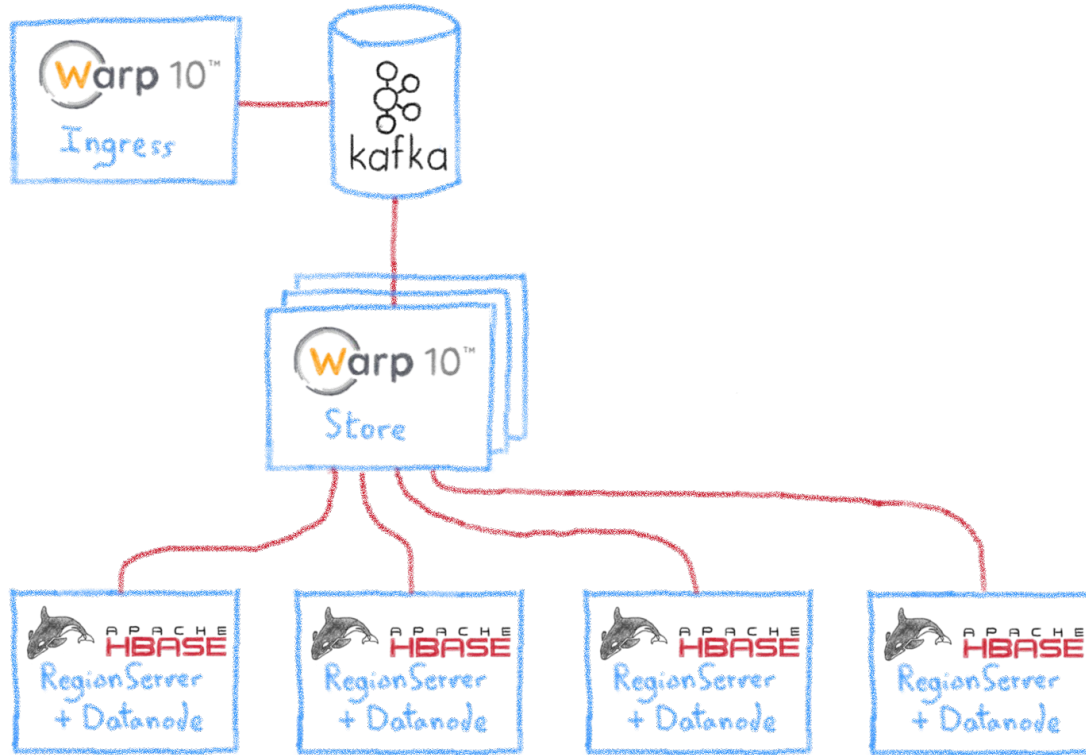 Warp 10™
Ingress
kafka
Warp 10™
Store
APACHE
HBASE
RegionServer
+ Datanode
APACHE
HBASE
RegionServer
+ Datanode
APACHE
HBASE
RegionServer
+ Datanode
APACHE
HBASE
RegionServer
+ Datanode